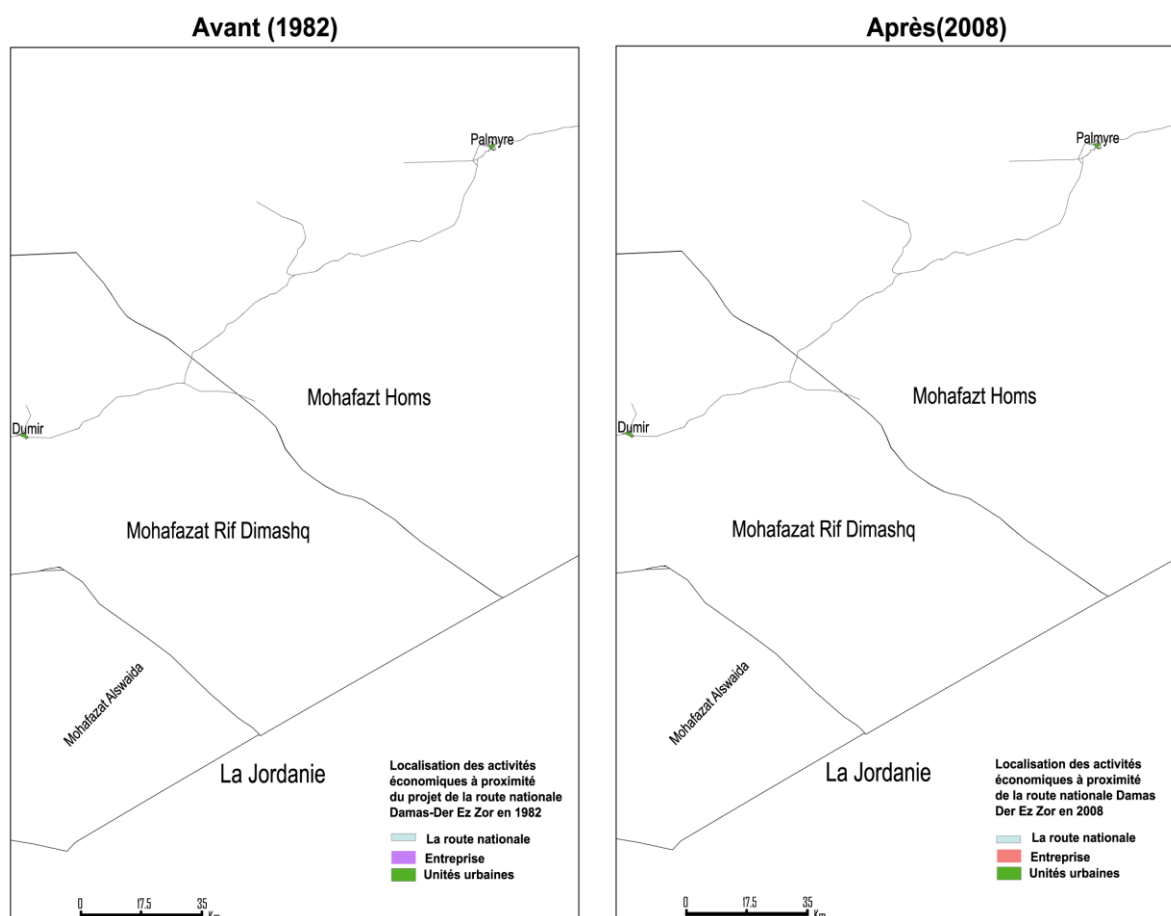 Avant (1982)
Palmyre
Mohafazt Homs
Dumir
Mohafazat Rif Dimashq
Mohafazat Alswaida
La Jordanie
Localisation des activités
économiques à proximité
du projet de la route nationale
Damas-Der Ez Zor en 1982
La route nationale
Entreprise
Unités urbaines
0 17.5 35
Km
Après(2008)
Palmyre
Mohafazt Homs
Dumir
Mohafazat Rif Dimashq
Mohafazat Alswaida
La Jordanie
Localisation des activités
économiques à proximité
de la route nationale Damas
Der Ez Zor en 2008
La route nationale
Entreprise
Unités urbaines
0 17.5 35
Km